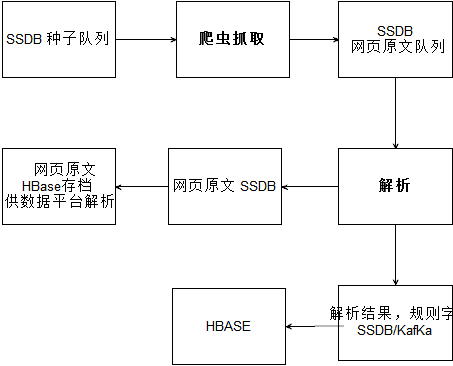 SSDB 种子队列
爬虫抓取
SSDB
网页原文队列
网页原文
HBase存档
供数据平台解析
网页原文 SSDB
解析
HBASE
解析结果，规则字
SSDB/KafKa